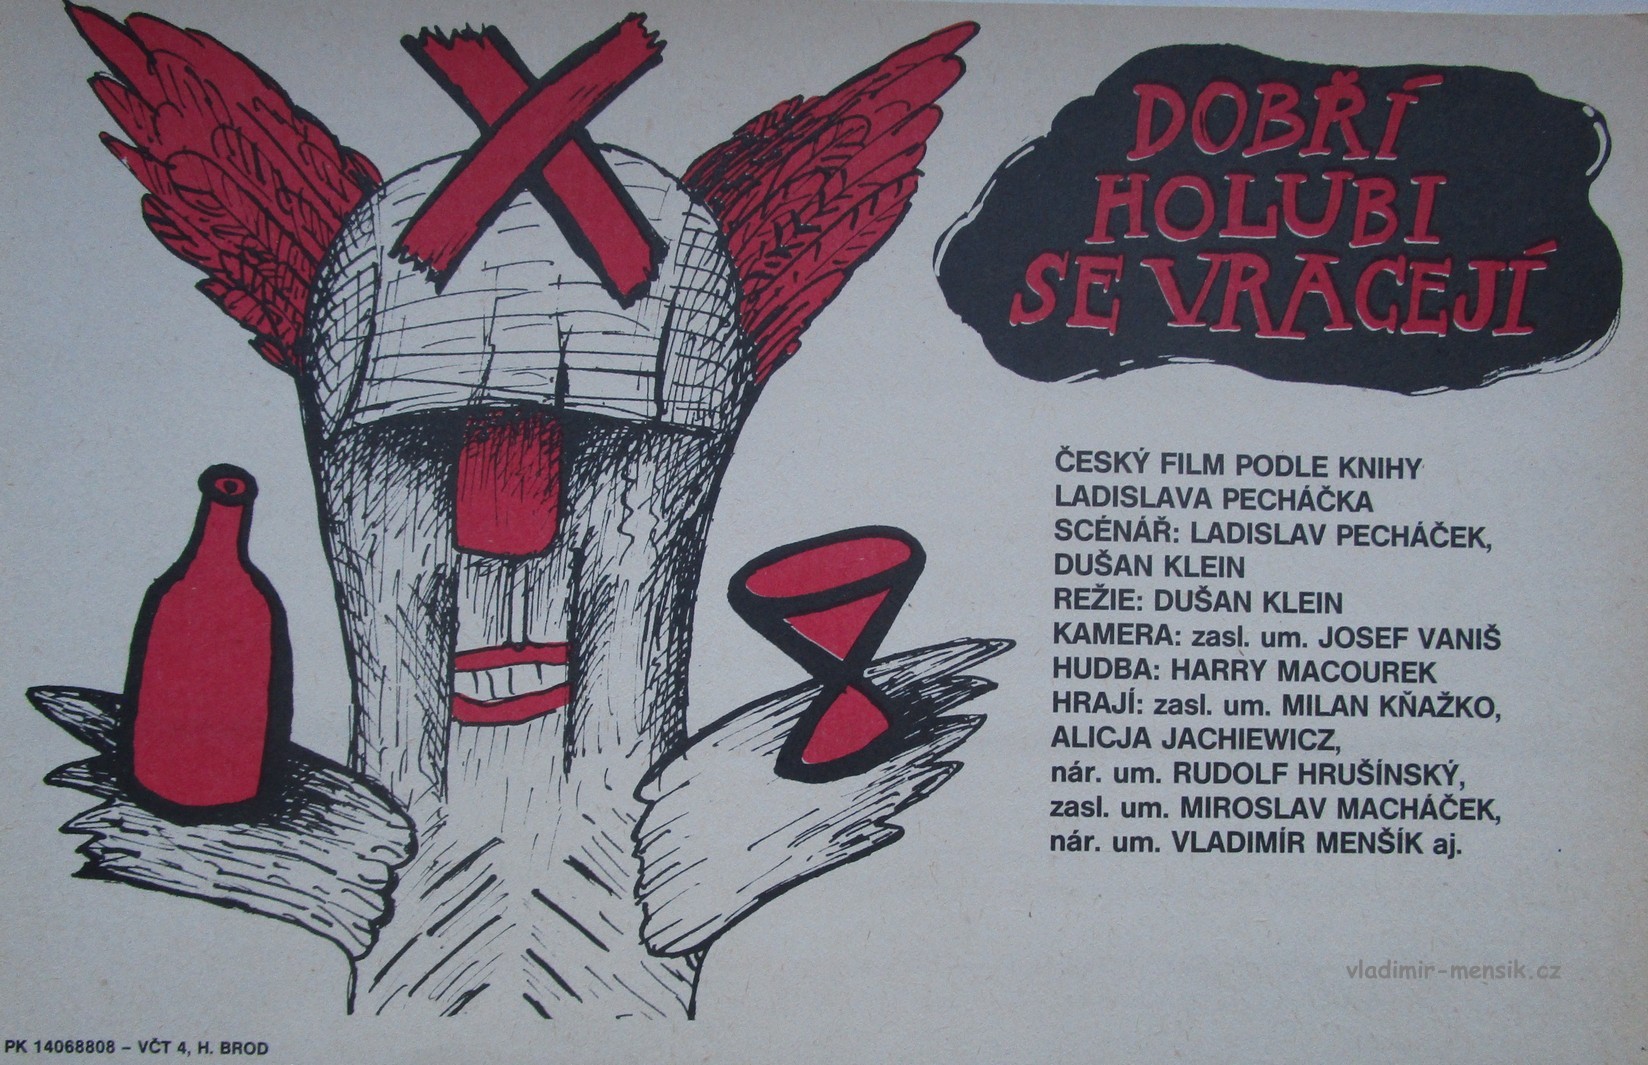 DOBŘÍ
HOLUBI
SE VRACEJÍ
ČESKÝ FILM PODLE KNIHY
LADISLAVA PECHÁČKA
SCÉNÁŘ: LADISLAV PECHÁČEK,
DUŠAN KLEIN
REŽIE: DUŠAN KLEIN
KAMERA: zasl. um. JOSEF VANIŠ
HUDBA: HARRY MACOUREK
HRAJÍ: zasl. um. MILAN KŇAŽKO,
ALICJA JACHIEWICZ,
nár. um. RUDOLF HRUŠÍNSKÝ,
zasl. um. MIROSLAV MACHÁČEK,
nár. um. VLADIMÍR MENŠÍK aj.
vladimir-mensik.cz
PK 14068808 – VČT 4, H. BROD